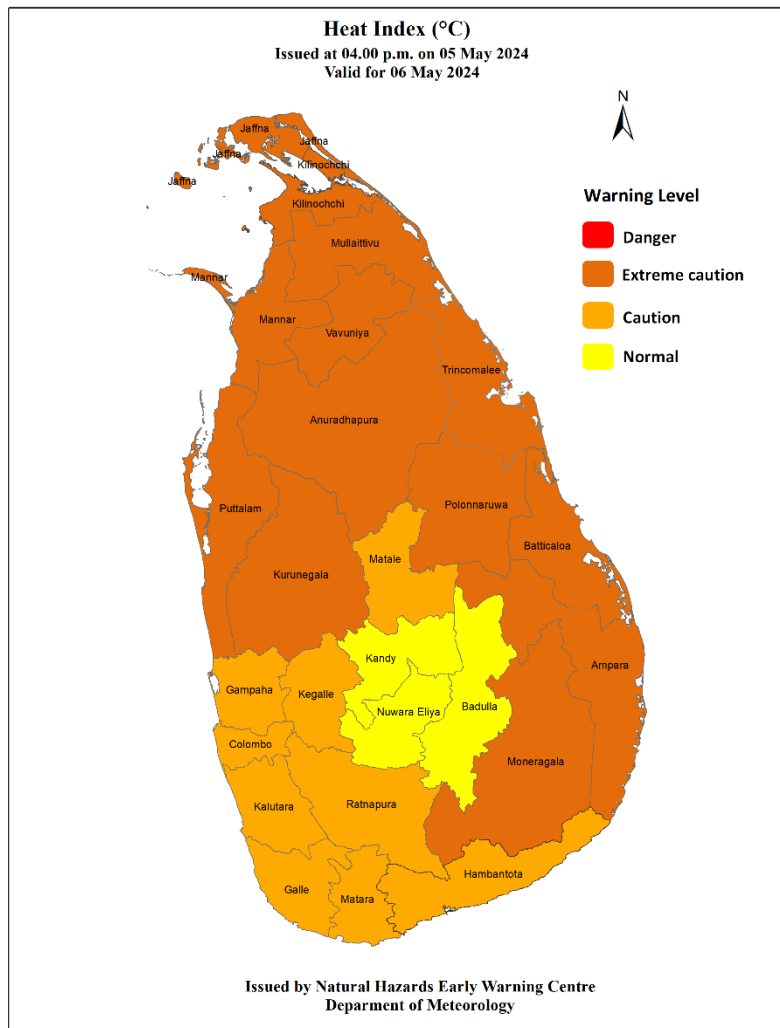 Heat Index (°C)
Issued at 04.00 p.m. on 05 May 2024
Valid for 06 May 2024
N
Jaffna
Jaffna
Jaffna
Kilinochchi
Jaffna
Kilinochchi
Mullaittivu
Mannar
Mannar
Vavuniya
Trincomalee
Anuradhapura
Polonnaruwa
Puttalam
Batticaloa
Matale
Kurunegala
Kandy
Ampara
Gampaha
Kegalle
Nuwara Eliya
Badulla
Colombo
Moneragala
Kalutara
Ratnapura
Hambantota
Galle
Matara
Warning Level
Danger
Extreme caution
Caution
Normal
Issued by Natural Hazards Early Warning Centre
Deparment of Meteorology